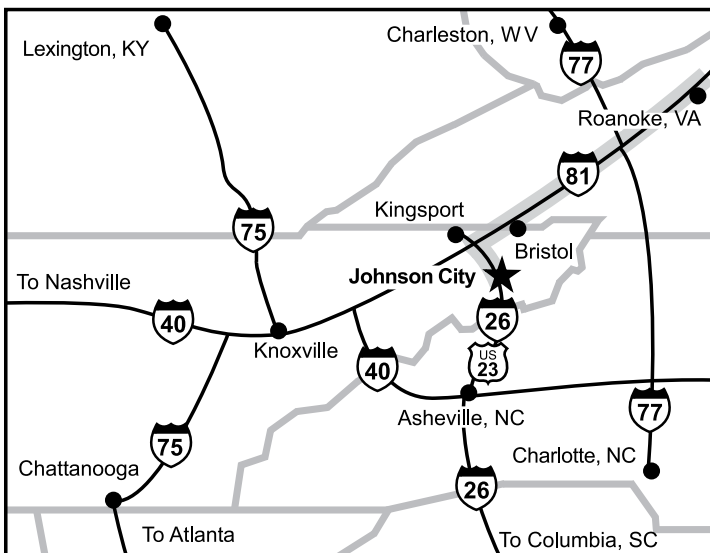 Lexington, KY
Charleston, WV
77
Roanoke, VA
81
Kingsport
75
Bristol
To Nashville
Johnson City
40
26
Knoxville
US
23
40
Asheville, NC
77
75
Charlotte, NC
Chattanooga
26
To Atlanta
To Columbia, SC